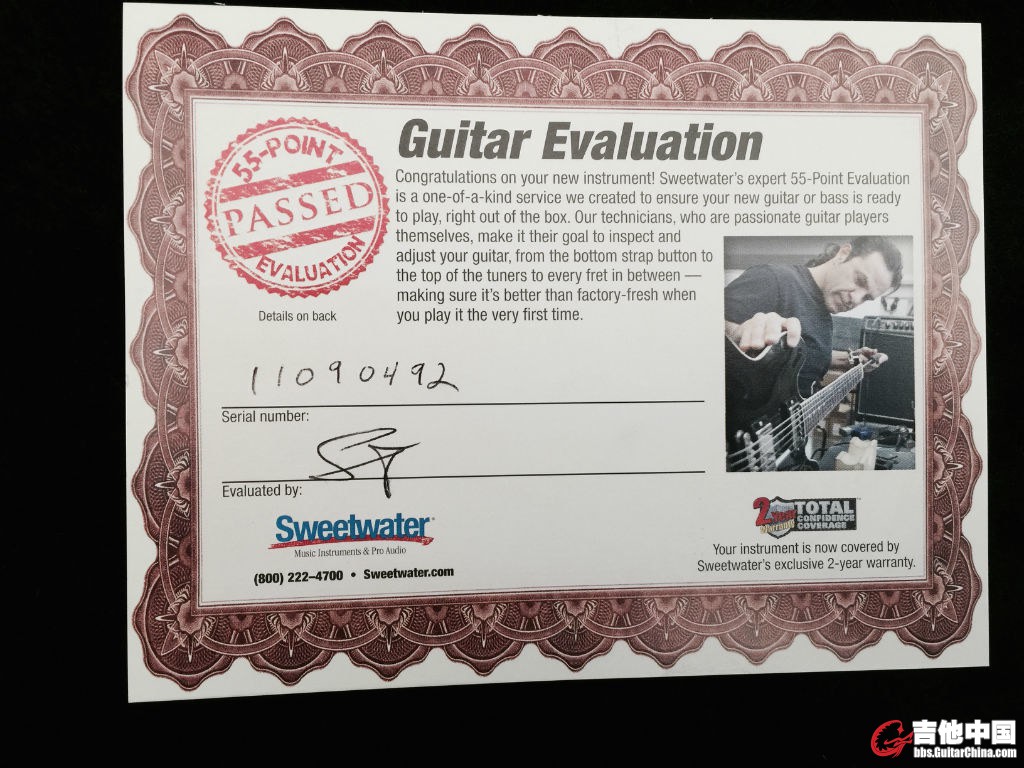 55-POINT
PASSED
EVALUATION
Details on back
Guitar Evaluation
Congratulations on your new instrument! Sweetwater's expert 55-Point Evaluation
is a one-of-a-kind service we created to ensure your new guitar or bass is ready
to play, right out of the box. Our technicians, who are passionate guitar players
themselves, make it their goal to inspect and
adjust your guitar, from the bottom strap button to
the top of the tuners to every fret in between —
making sure it's better than factory-fresh when
you play it the very first time.
11090492
Serial number:
Evaluated by:
Sweetwater®
Music Instruments & Pro Audio
(800) 222–4700 • Sweetwater.com
2 Year Warranty
TOTAL
CONFIDENCE
COVERAGE™
Your instrument is now covered by
Sweetwater's exclusive 2-year warranty.
吉他中国
bbs.GuitarChina.com